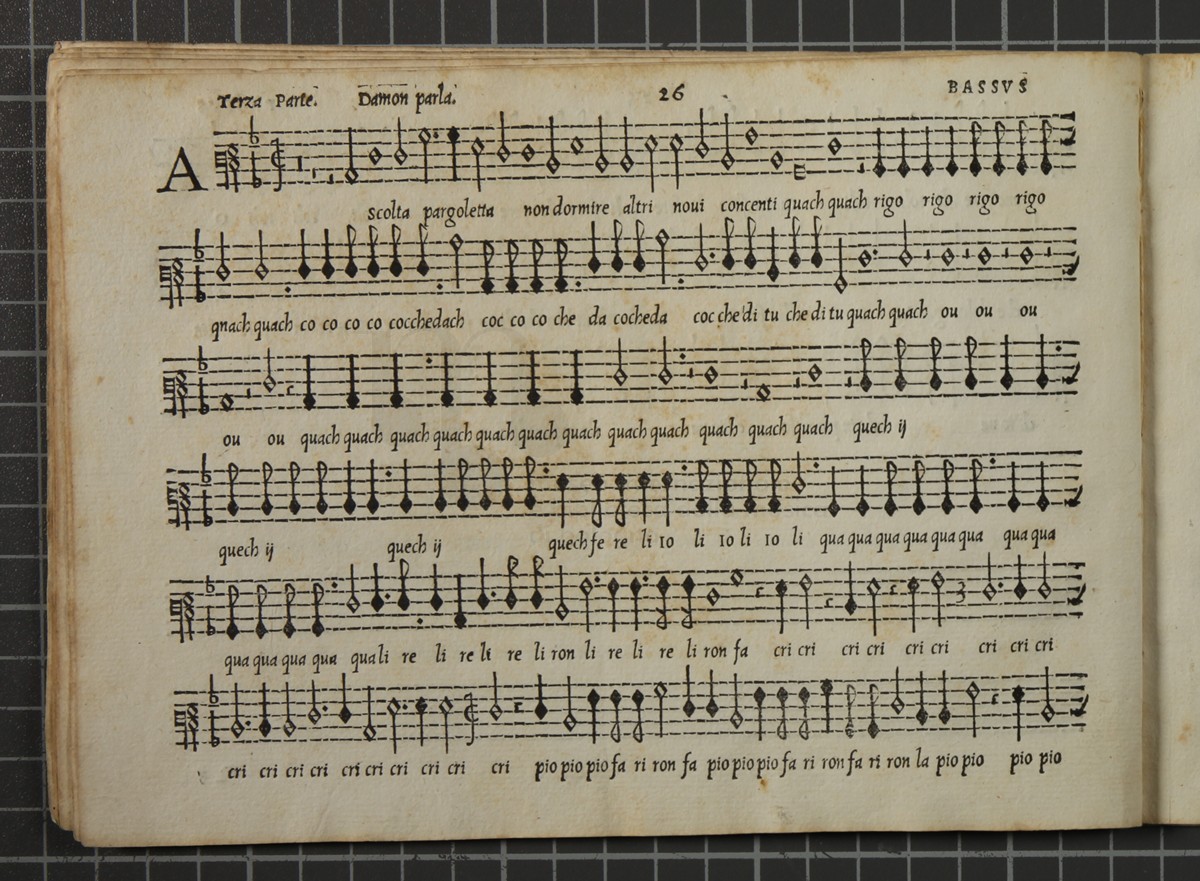 Terza Parte. Damon parla. 26 BASSVS
A
scolta pargoletta non dormire altri noui concenti quach quach rigo rigo rigo rigo
qnach quach co co co co cocchedach coc co co che da cocheda coc che di tu che di tu quach quach ou ou ou
ou ou quach quach quach quach quach quach quach quach quach quach quach quach quech ij
quech ij quech ij quech fe re li io li io li io li qua qua qua qua qua qua qua qua
qua qua qua qua qua li re li re li re li ron li re li re li ron fa cri cri cri cri cri cri cri cri cri
cri cri cri cri cri cri cri cri cri cri pio pio pio fa ri ron fa pio pio pio fa ri ron fa ri ron la pio pio pio pio